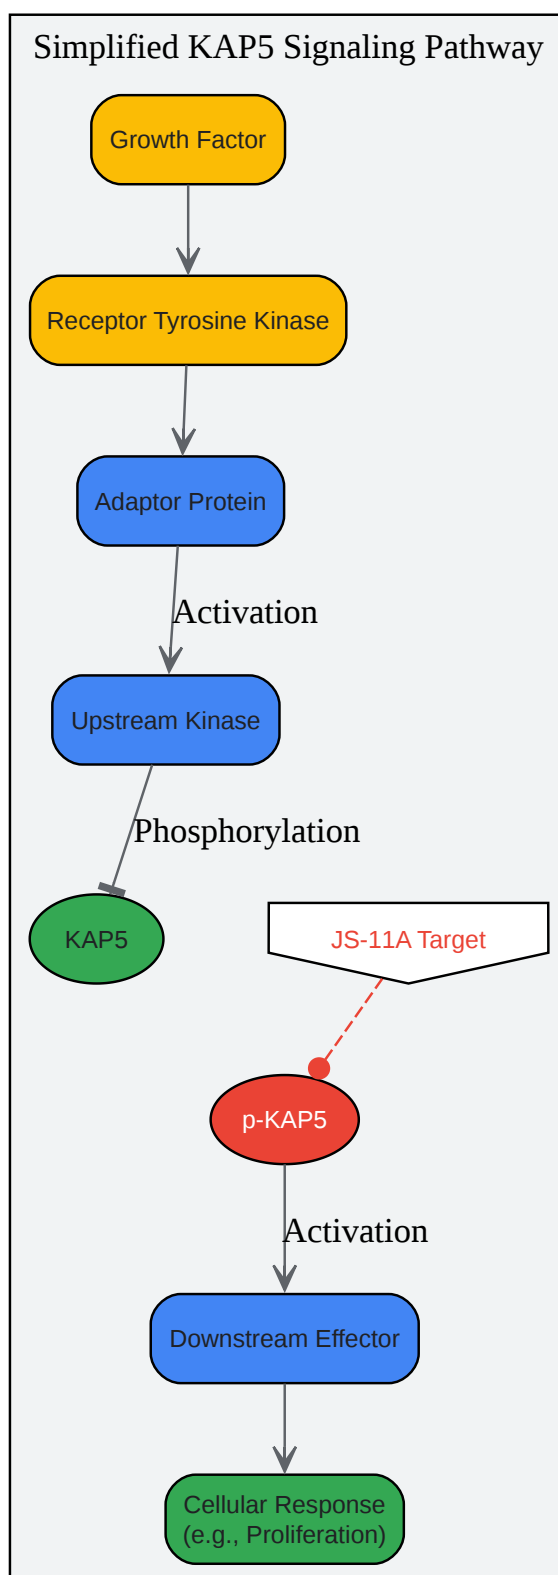 Simplified KAP5 Signaling Pathway
Growth Factor
Receptor Tyrosine Kinase
Adaptor Protein
Activation
Upstream Kinase
Phosphorylation
KAP5
JS-11A Target
p-KAP5
Activation
Downstream Effector
Cellular Response
(e.g., Proliferation)